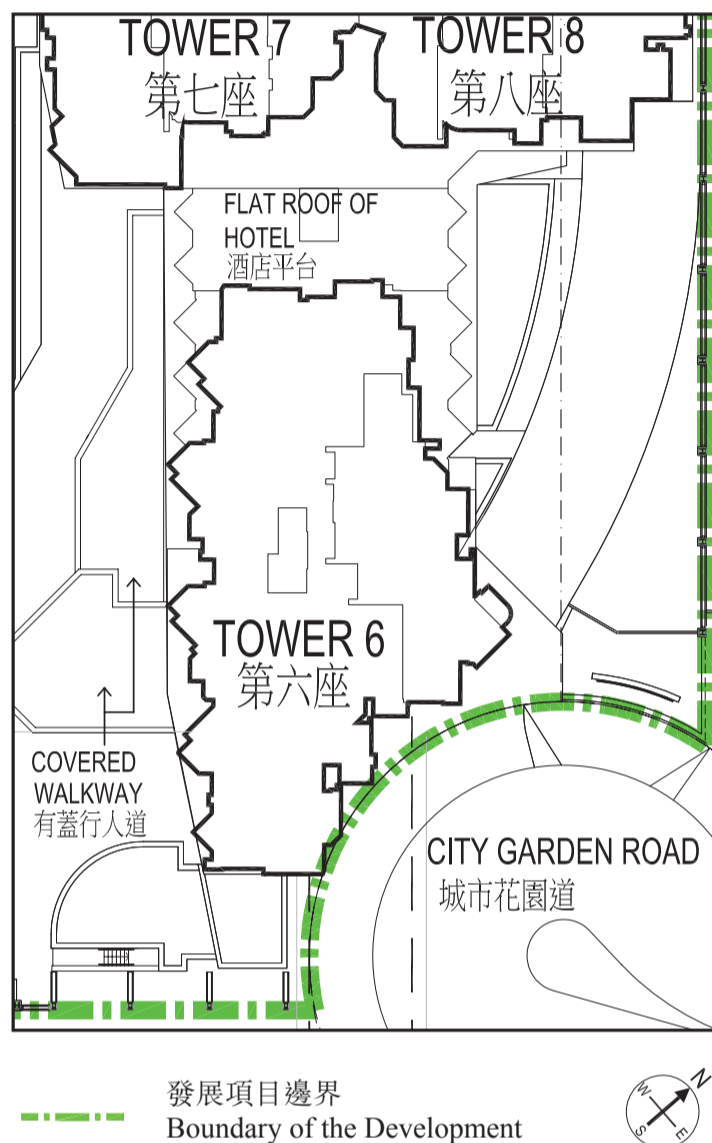 TOWER 7
第七座
TOWER 8
第八座
FLAT ROOF OF
HOTEL
酒店平台
TOWER 6
第六座
COVERED
WALKWAY
有蓋行人道
CITY GARDEN ROAD
城市花園道
發展項目邊界
Boundary of the Development
N
W
S
E